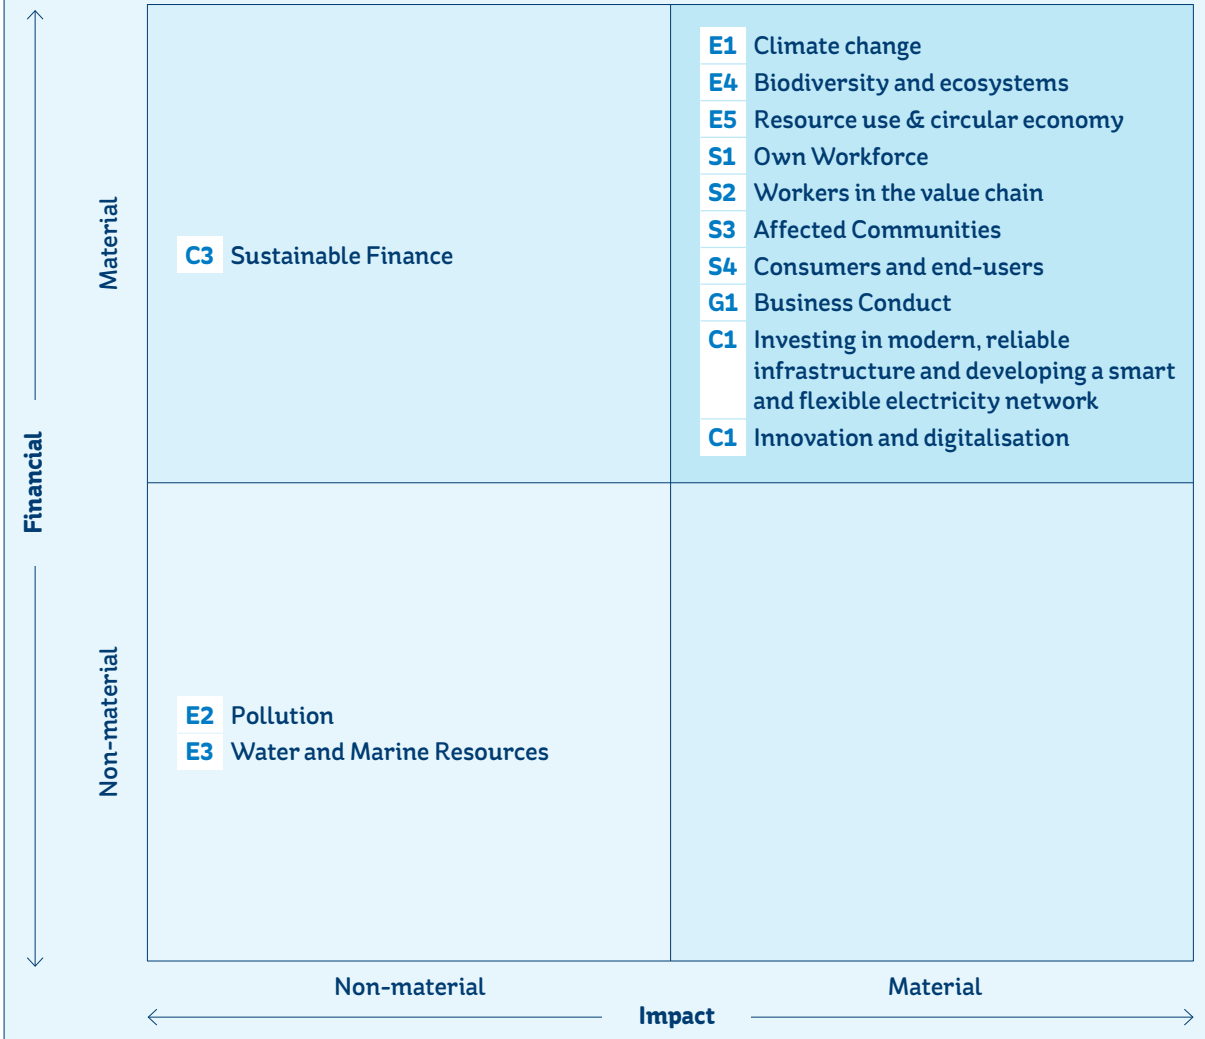 Financial
Material
Non-material
C3 Sustainable Finance
E1 Climate change
E4 Biodiversity and ecosystems
E5 Resource use & circular economy
S1 Own Workforce
S2 Workers in the value chain
S3 Affected Communities
S4 Consumers and end-users
G1 Business Conduct
C1 Investing in modern, reliable
infrastructure and developing a smart
and flexible electricity network
C1 Innovation and digitalisation
E2 Pollution
E3 Water and Marine Resources
Non-material
Material
Impact